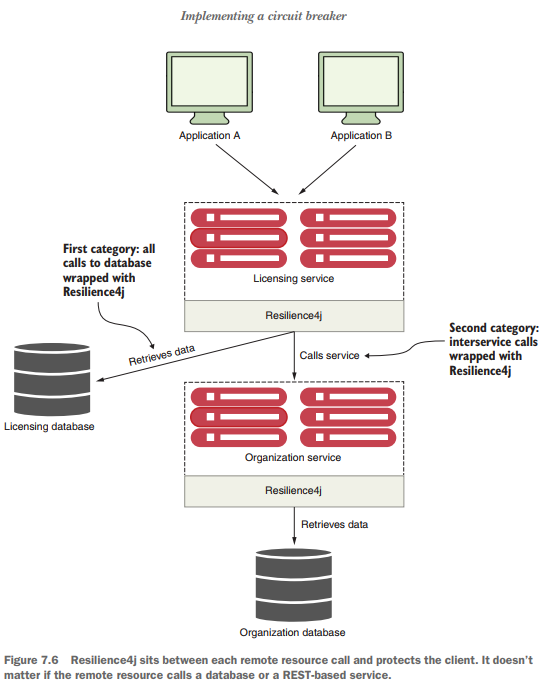 Implementing a circuit breaker
Application A
Application B
Licensing service
Resilience4j
First category: all
calls to database
wrapped with
Resilience4j
Retrieves data
Calls service
Second category:
interservice calls
wrapped with
Resilience4j
Licensing database
Organization service
Resilience4j
Retrieves data
Organization database
Figure 7.6 Resilience4j sits between each remote resource call and protects the client. It doesn’t
matter if the remote resource calls a database or a REST-based service.